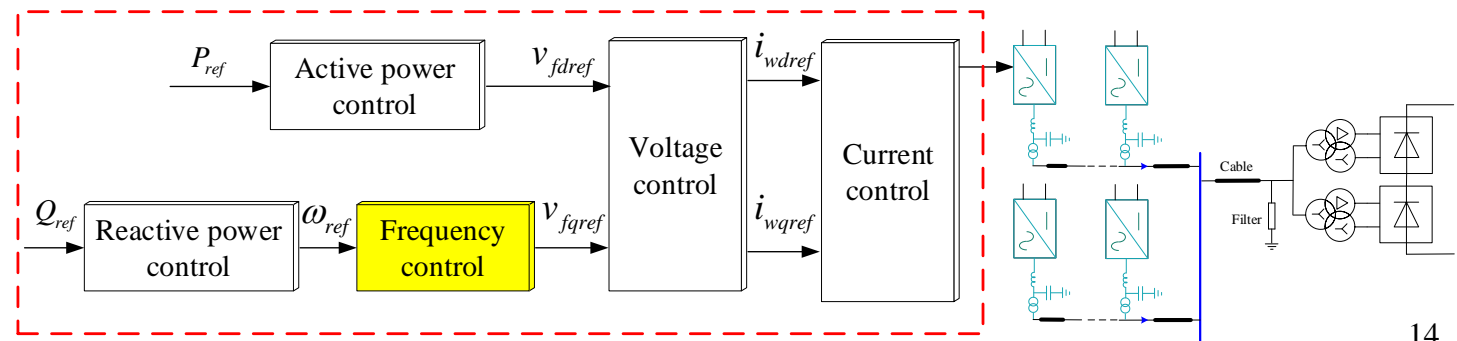 P_ref
Active power
control
v_fdref
Voltage
control
i_wdref
Current
control
Q_ref
Reactive power
control
ω_ref
Frequency
control
v_fqref
i_wqref
Cable
Filter
14